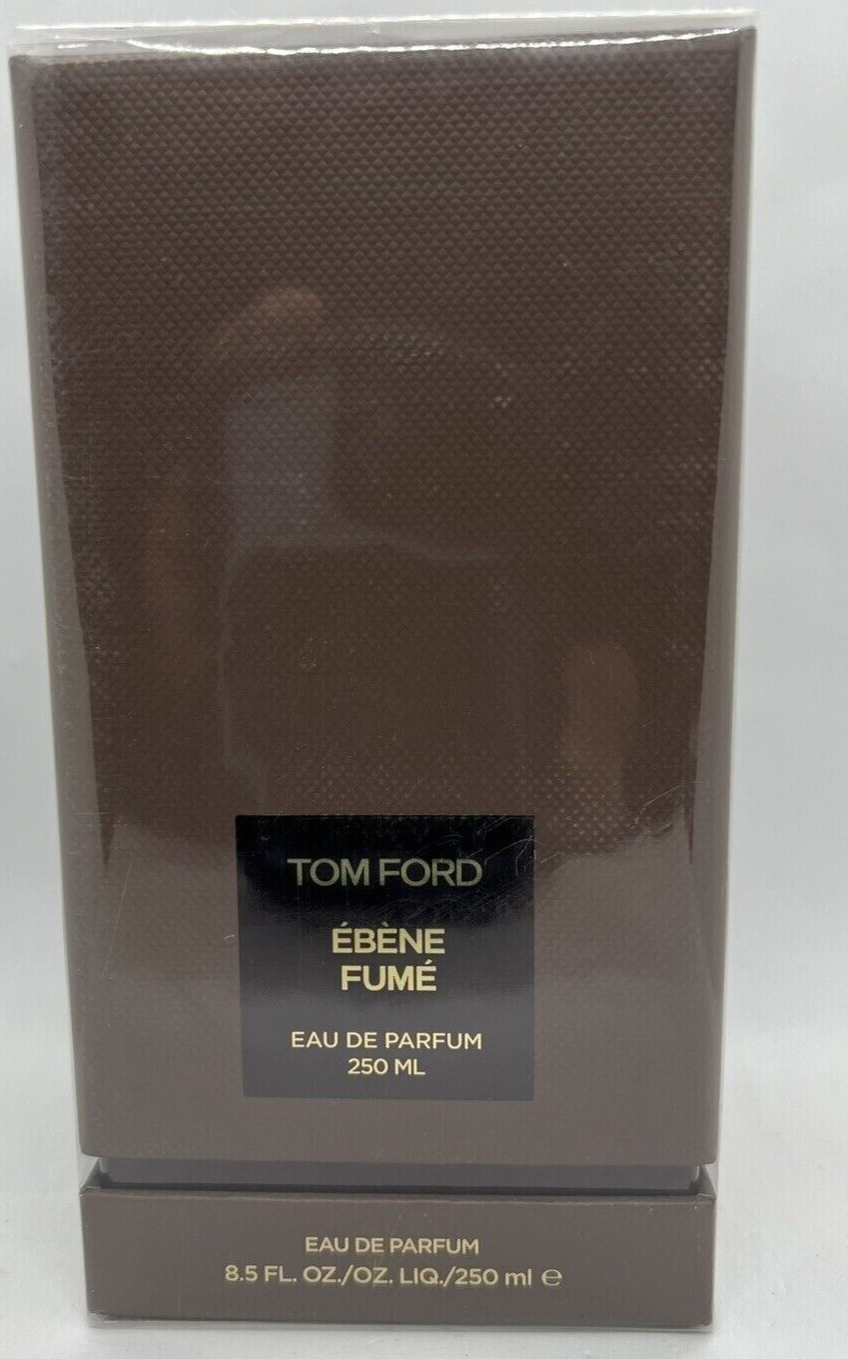 TOM FORD
ÉBÈNE
FUMÉ
EAU DE PARFUM
250 ML
EAU DE PARFUM
8.5 FL. OZ./OZ. LIQ./250 ml ℮